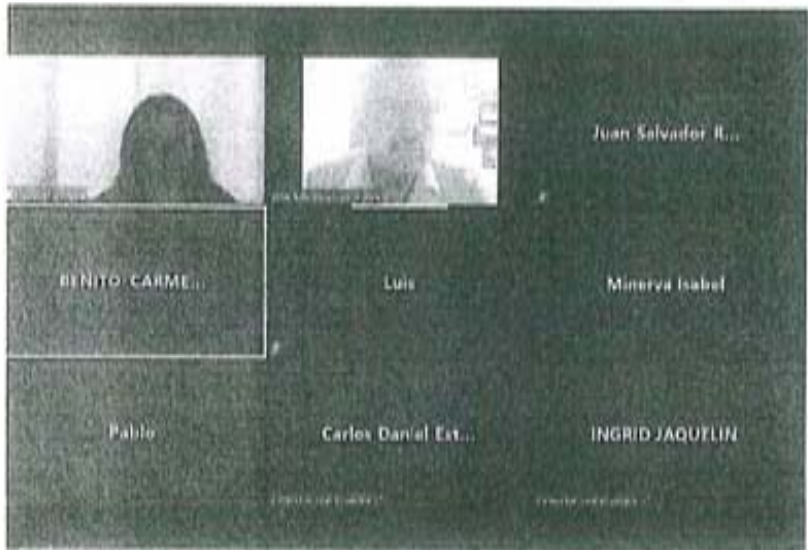 Juan Salvador R...
BENITO CARME...
Luis
Minerva Isabel
Pablo
Carlos Daniel Est...
INGRID JAQUELIN